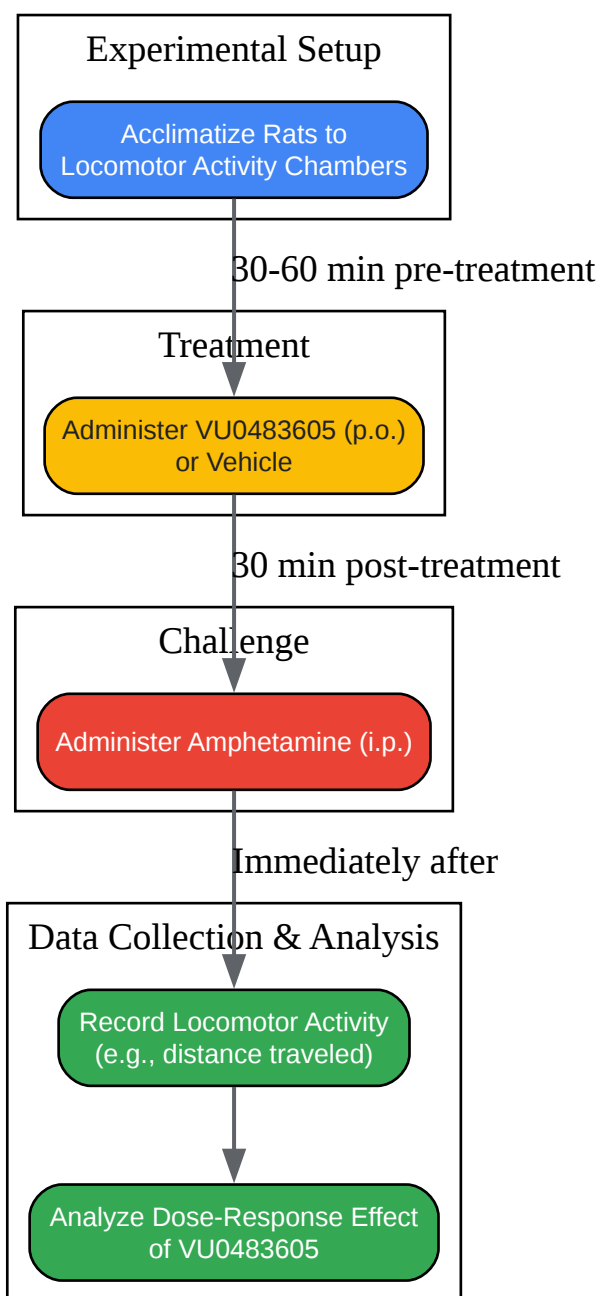 Experimental Setup
Acclimatize Rats to
Locomotor Activity Chambers
30-60 min pre-treatment
Treatment
Administer VU0483605 (p.o.)
or Vehicle
30 min post-treatment
Challenge
Administer Amphetamine (i.p.)
Immediately after
Data Collection & Analysis
Record Locomotor Activity
(e.g., distance traveled)
Analyze Dose-Response Effect
of VU0483605